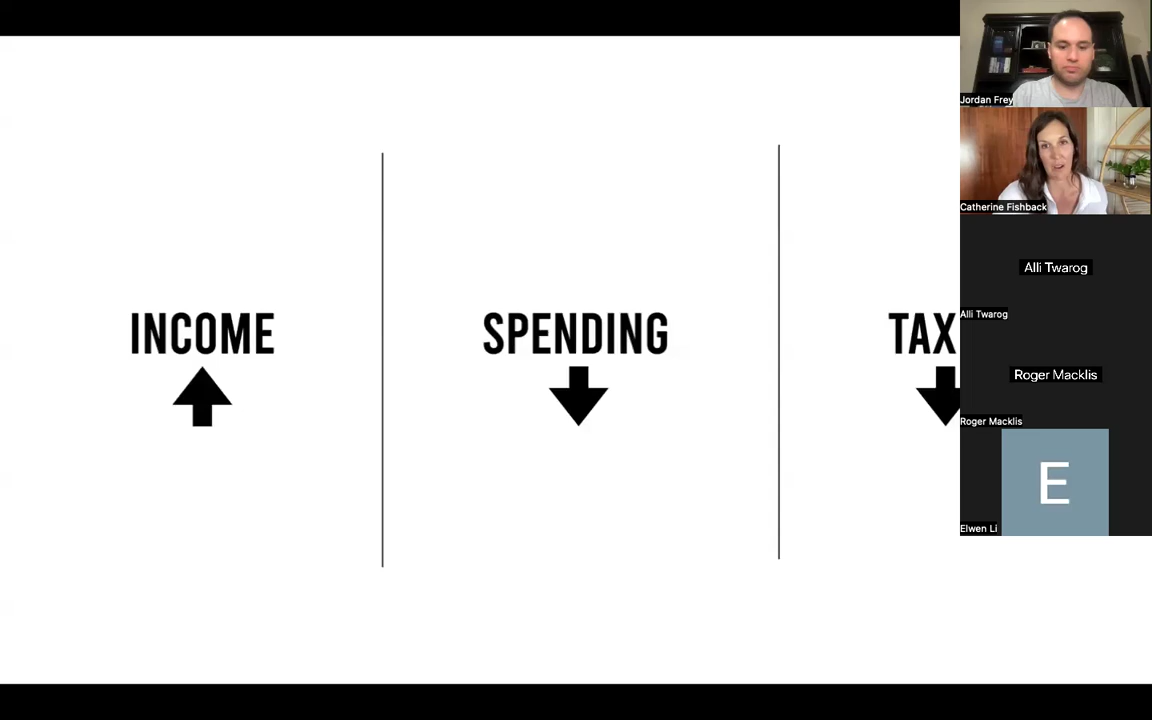 INCOME
SPENDING
TAX
Jordan Frey
Catherine Fishback
Alli Twarog
Alli Twarog
Roger Macklis
Roger Macklis
E
Elwen Li